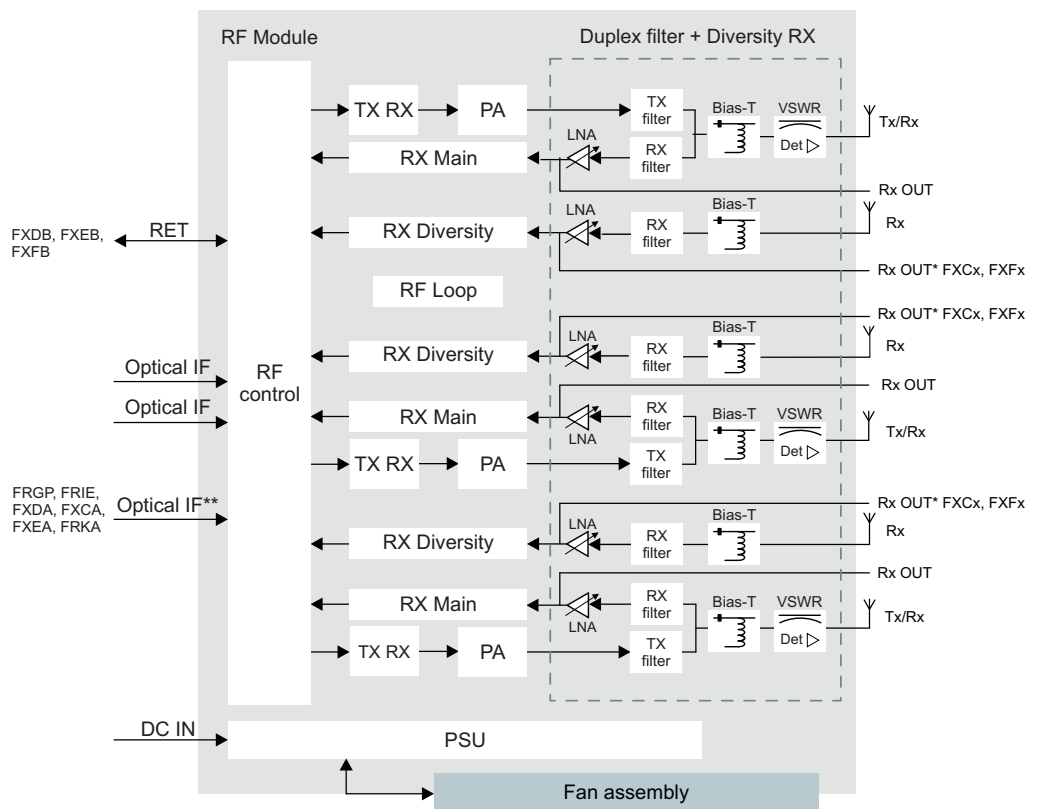 RF Module
Duplex filter + Diversity RX
TX RX
PA
TX
filter
Bias-T
VSWR
Det
Tx/Rx
LNA
RX Main
RX
filter
Rx OUT
FXDB, FXEB,
FXFB
RET
RX Diversity
LNA
RX
filter
Bias-T
Rx
Rx OUT* FXCx, FXFx
RF Loop
Rx OUT* FXCx, FXFx
RX Diversity
LNA
RX
filter
Bias-T
Rx
Optical IF
Optical IF
RF
control
Rx OUT
RX Main
LNA
RX
filter
Bias-T
VSWR
Det
Tx/Rx
TX RX
PA
TX
filter
FRGP, FRIE,
FXDA, FXCA,
FXEA, FRKA
Optical IF**
Rx OUT* FXCx, FXFx
RX Diversity
LNA
RX
filter
Bias-T
Rx
Rx OUT
RX Main
LNA
RX
filter
Bias-T
VSWR
Det
Tx/Rx
TX RX
PA
TX
filter
DC IN
PSU
Fan assembly